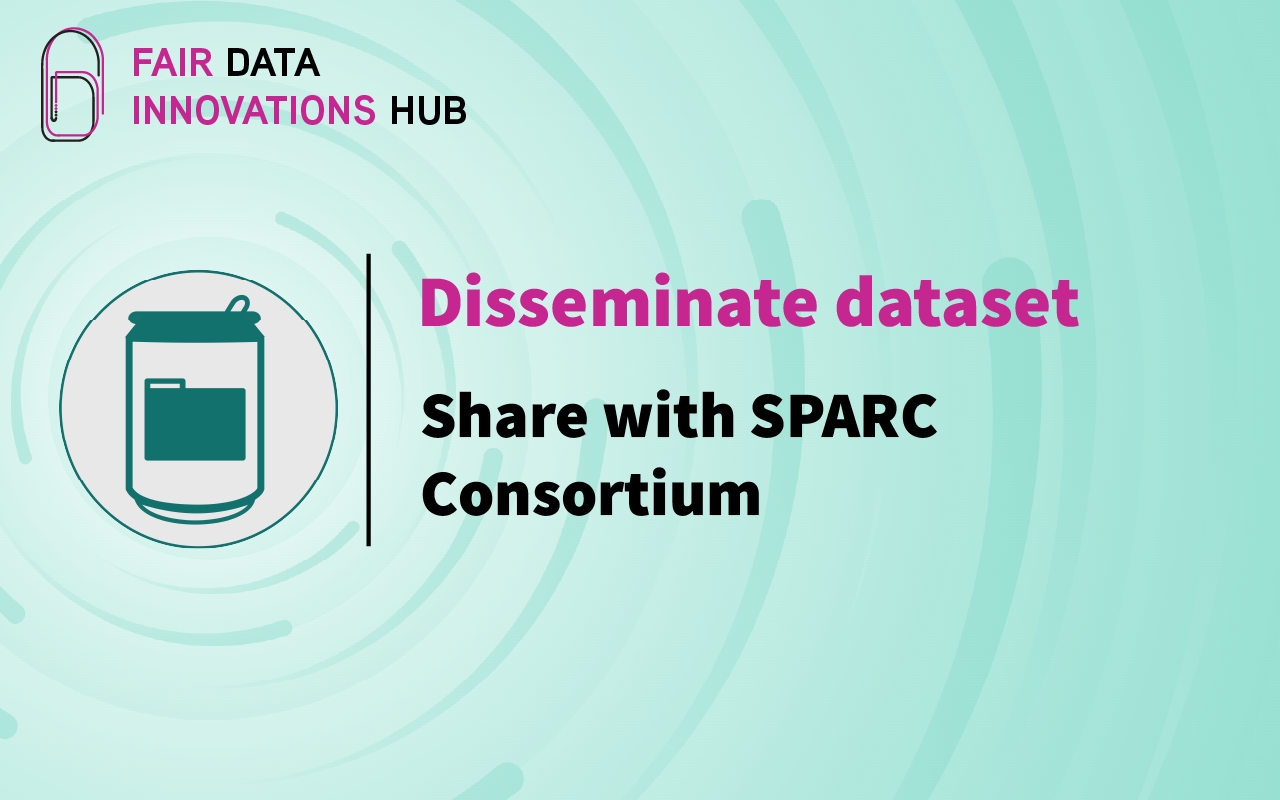 FAIR DATA
INNOVATIONS HUB
Disseminate dataset
Share with SPARC
Consortium